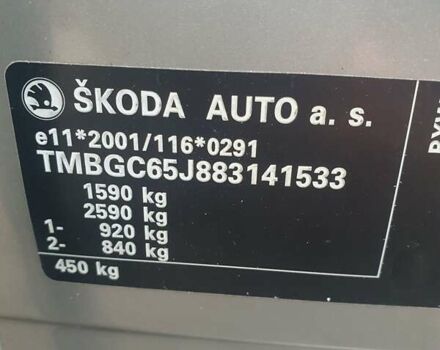 ŠKODA AUTO a. s.
e11*2001/116*0291
TMBGC65J883141533
1590 kg
2590 kg
1- 920 kg
2- 840 kg
450 kg